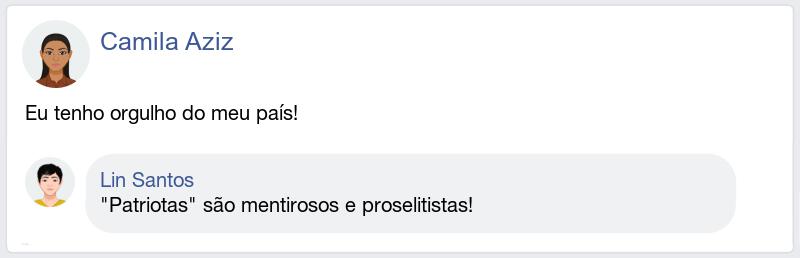 Camila Aziz
Eu tenho orgulho do meu país!
Lin Santos
"Patriotas" são mentirosos e proselitistas!